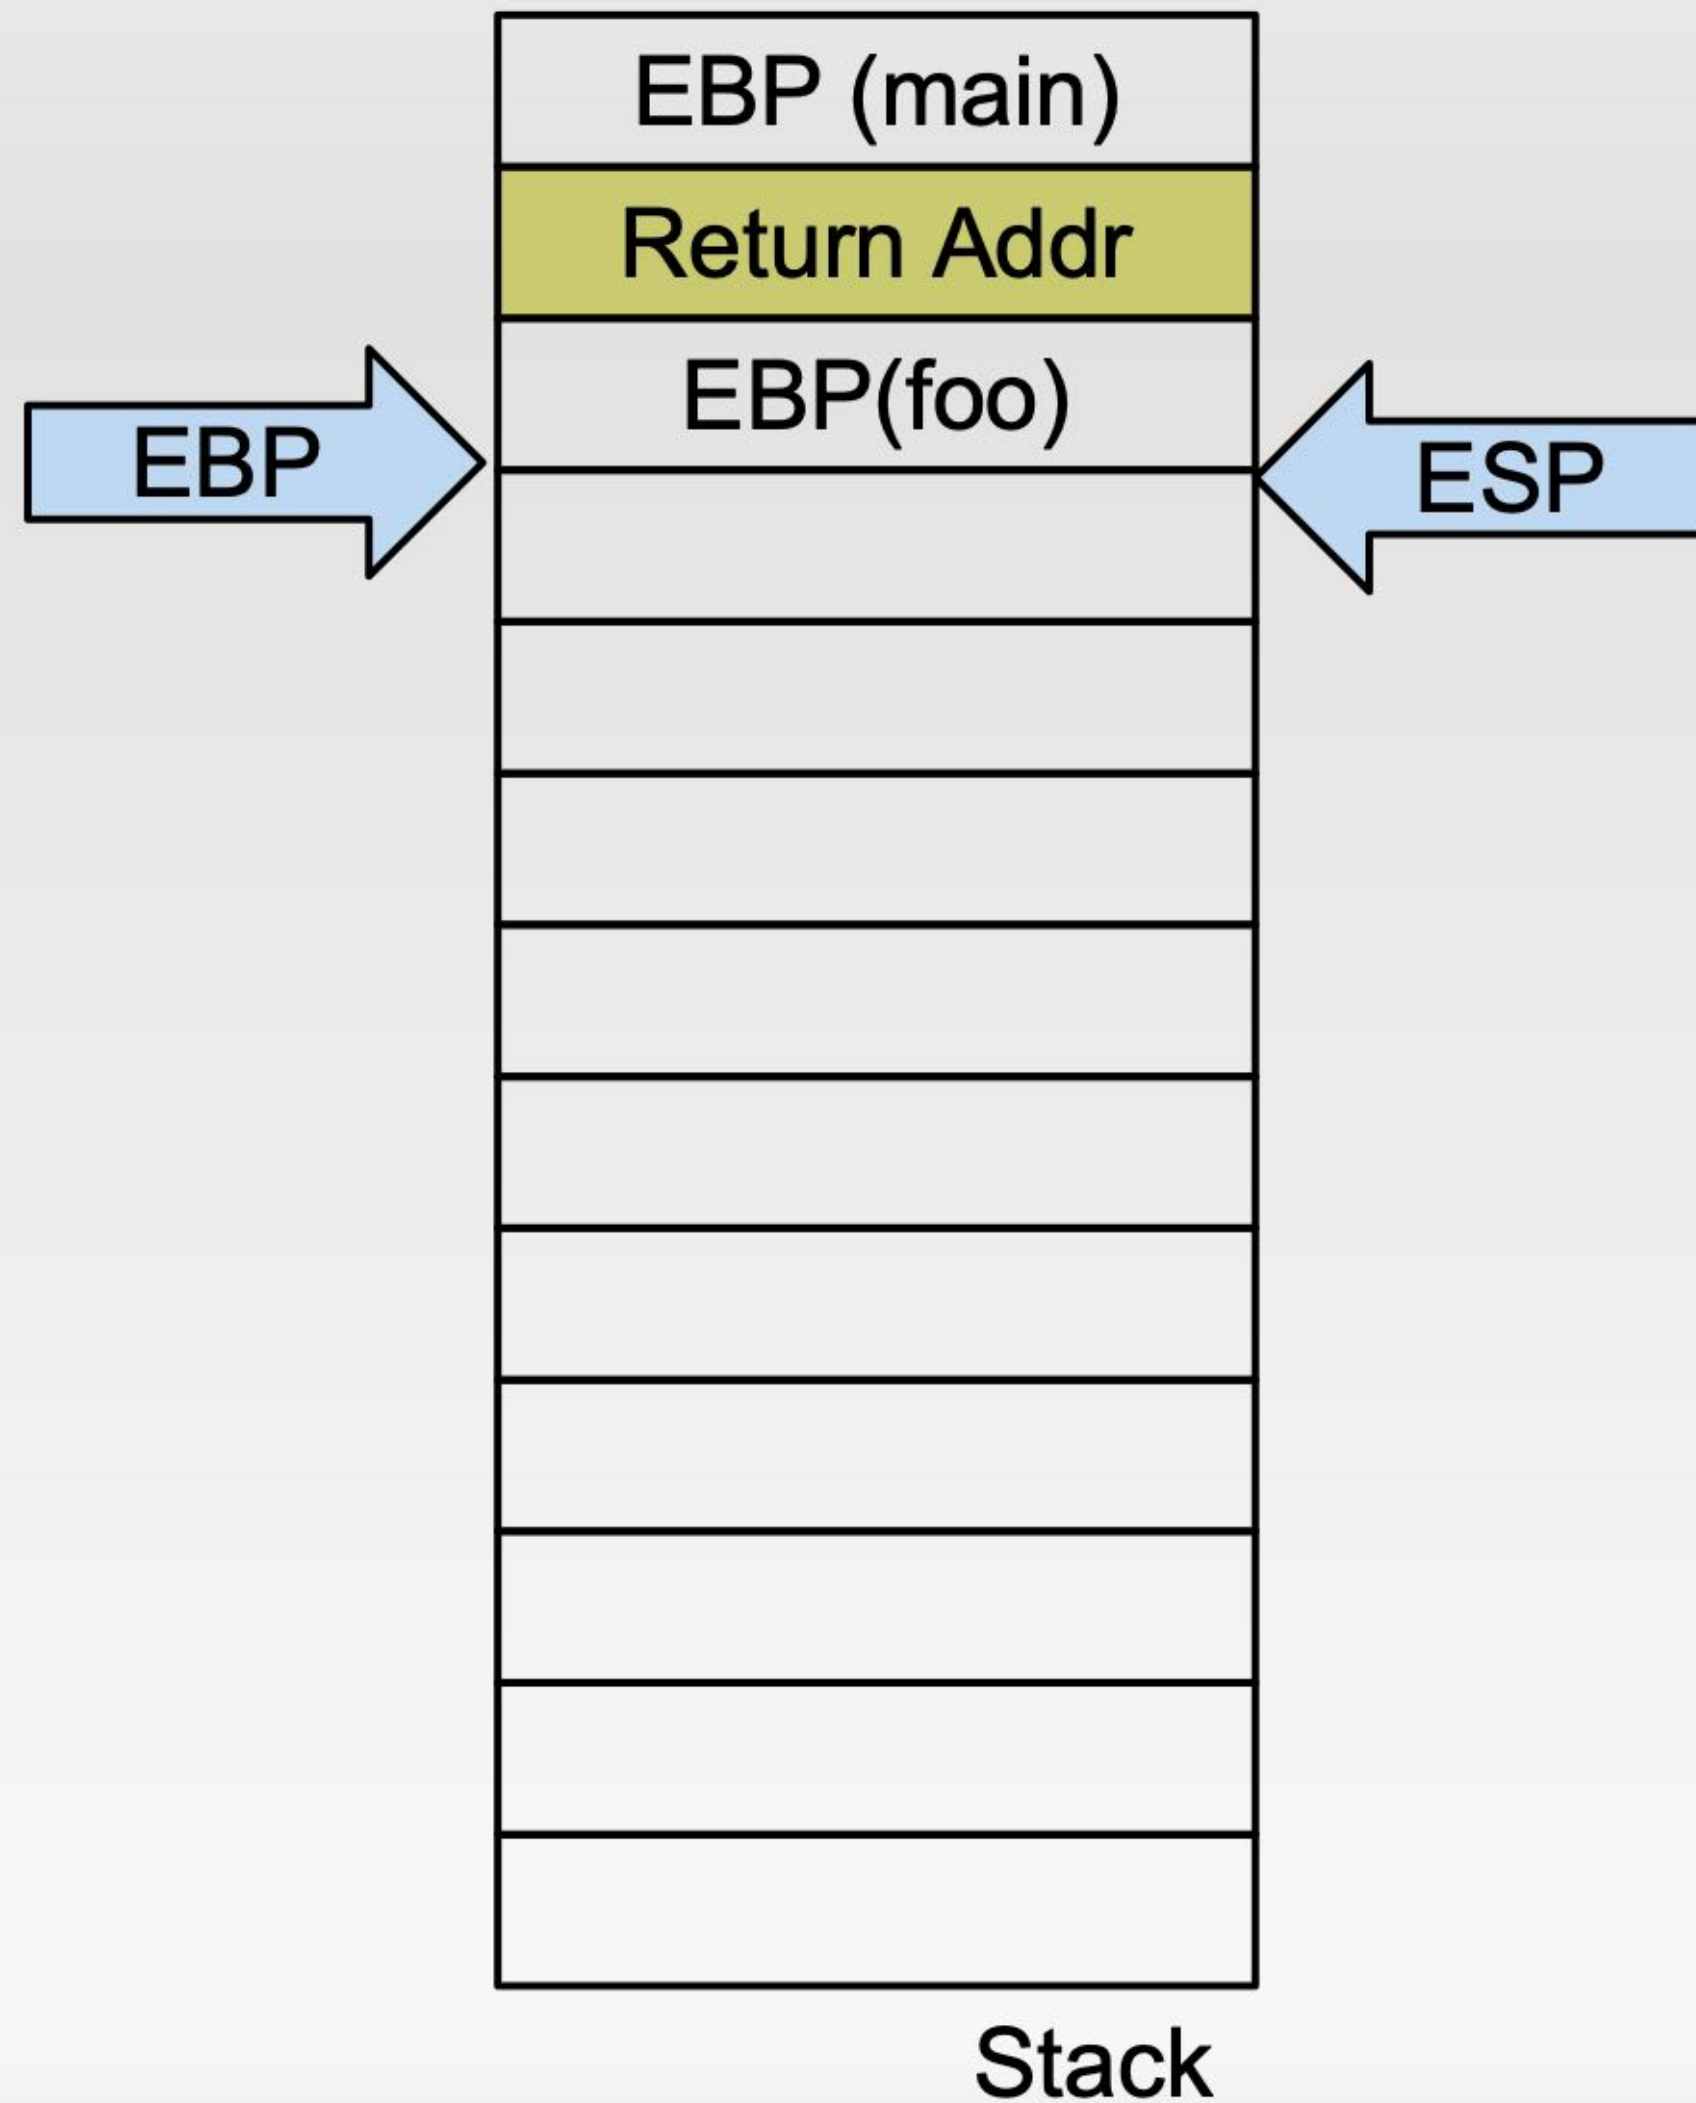 EBP (main)
Return Addr
EBP(foo)
EBP
ESP
Stack